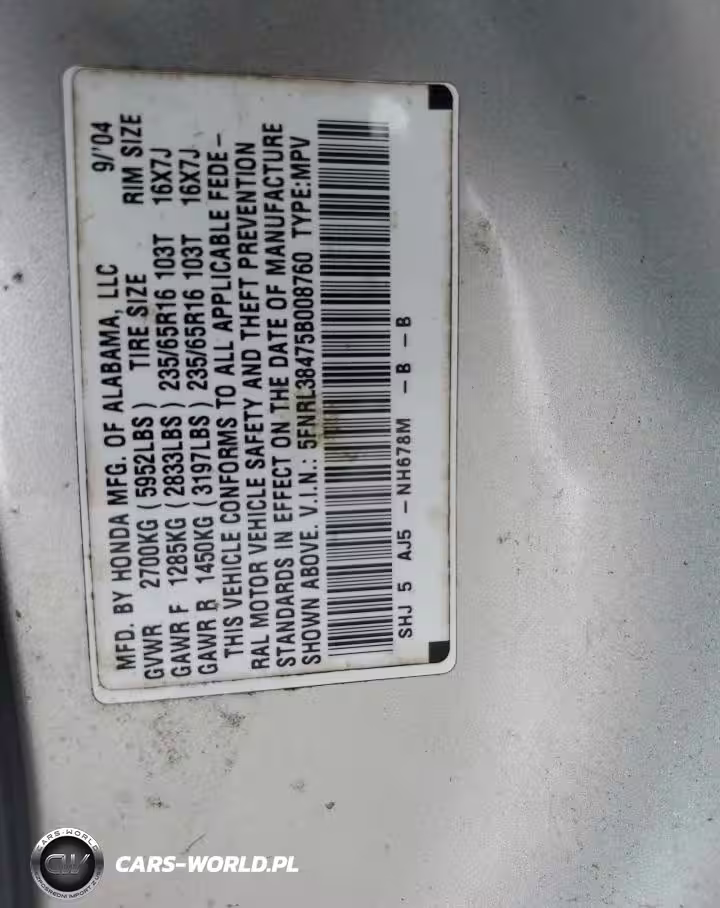 MFD. BY HONDA MFG. OF ALABAMA, LLC 9/'04
GVWR 2700KG (5952LBS) TIRE SIZE RIM SIZE
GAWR F 1285KG (2833LBS) 235/65R16 103T 16X7J
GAWR R 1450KG (3197LBS) 235/65R16 103T 16X7J
THIS VEHICLE CONFORMS TO ALL APPLICABLE FEDE-
RAL MOTOR VEHICLE SAFETY AND THEFT PREVENTION
STANDARDS IN EFFECT ON THE DATE OF MANUFACTURE
SHOWN ABOVE. V.I.N.: 5FNRL38475B008760 TYPE:MPV
SHJ 5 AJ5 -NH678M -B -B
CARS-WORLD
CW
CARS-WORLD.PL